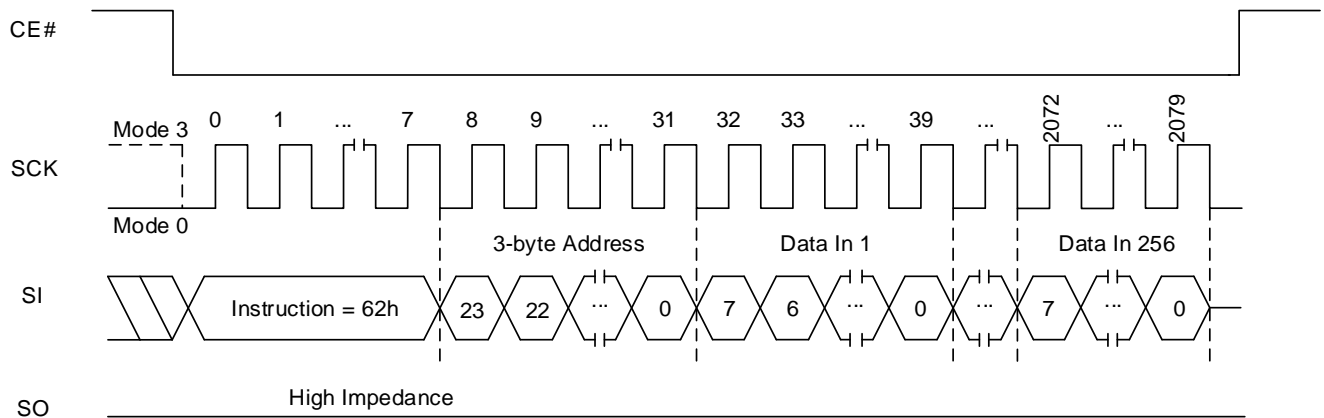 CE#
Mode 3
0 1 ... 7 8 9 ... 31 32 33 ... 39 ... 2072 ... 2079
SCK
Mode 0
3-byte Address Data In 1 Data In 256
SI
Instruction = 62h 23 22 ... 0 7 6 ... 0 ... 7 ... 0
High Impedance
SO